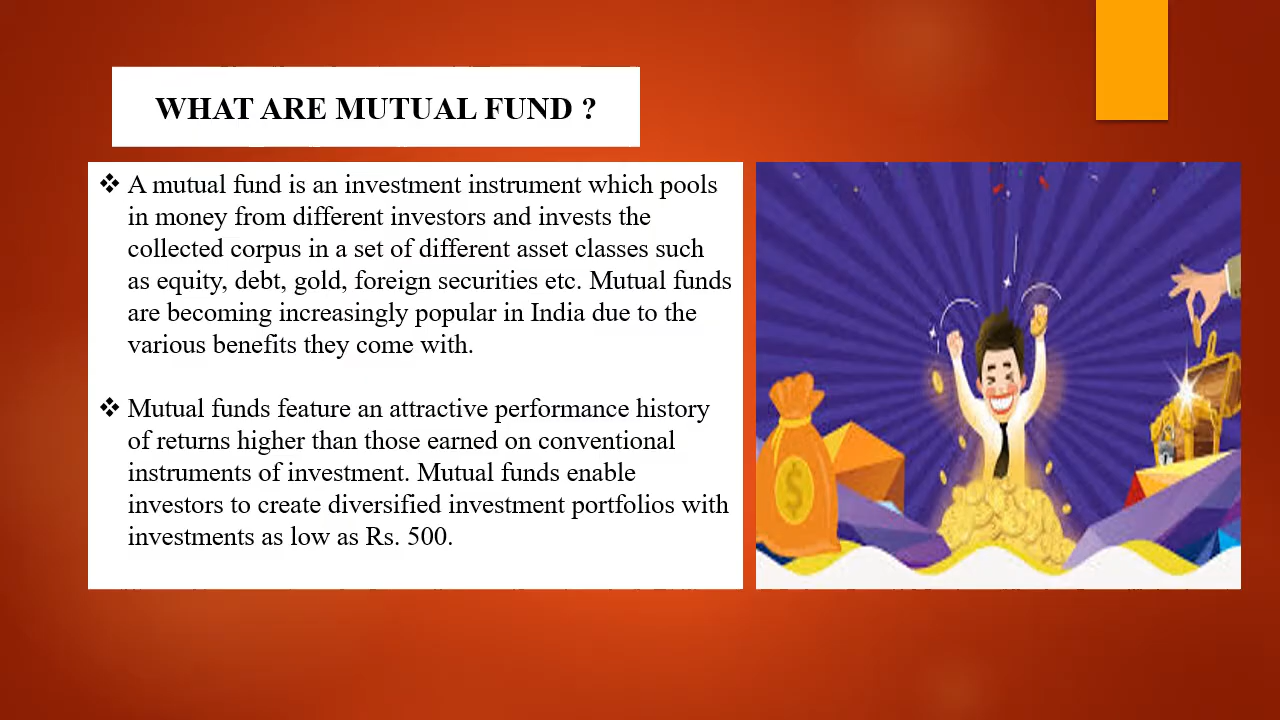 WHAT ARE MUTUAL FUND ?
❖ A mutual fund is an investment instrument which pools
in money from different investors and invests the
collected corpus in a set of different asset classes such
as equity, debt, gold, foreign securities etc. Mutual funds
are becoming increasingly popular in India due to the
various benefits they come with.
❖ Mutual funds feature an attractive performance history
of returns higher than those earned on conventional
instruments of investment. Mutual funds enable
investors to create diversified investment portfolios with
investments as low as Rs. 500.
$